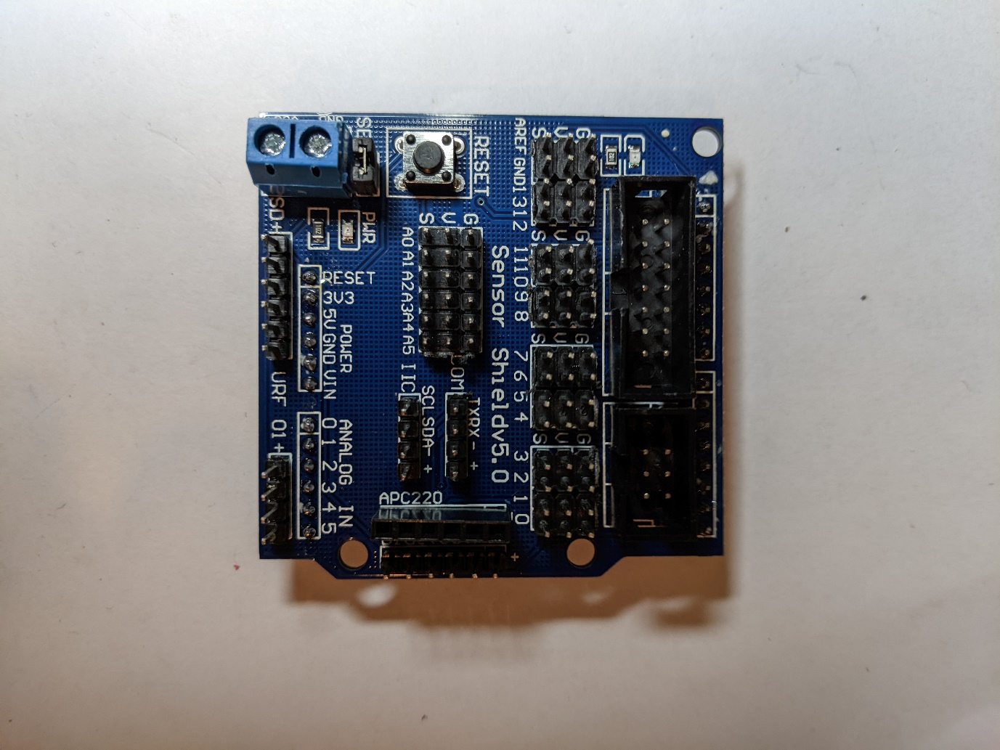 GND
SE
RESET
PWR
SD+
RESET
3V3
5V
GND
VIN
POWER
URF 01+
ANALOG IN
0 1 2 3 4 5
S V G
A0 A1 A2 A3 A4 A5
IIC
SCL SDA - +
COM
TX RX - +
Sensor Shieldv5.0
APC220
+
AREF GND 13 12
S V G
11 10 9 8
S V G
7 6 5 4
S V G
3 2 1 0
S V G